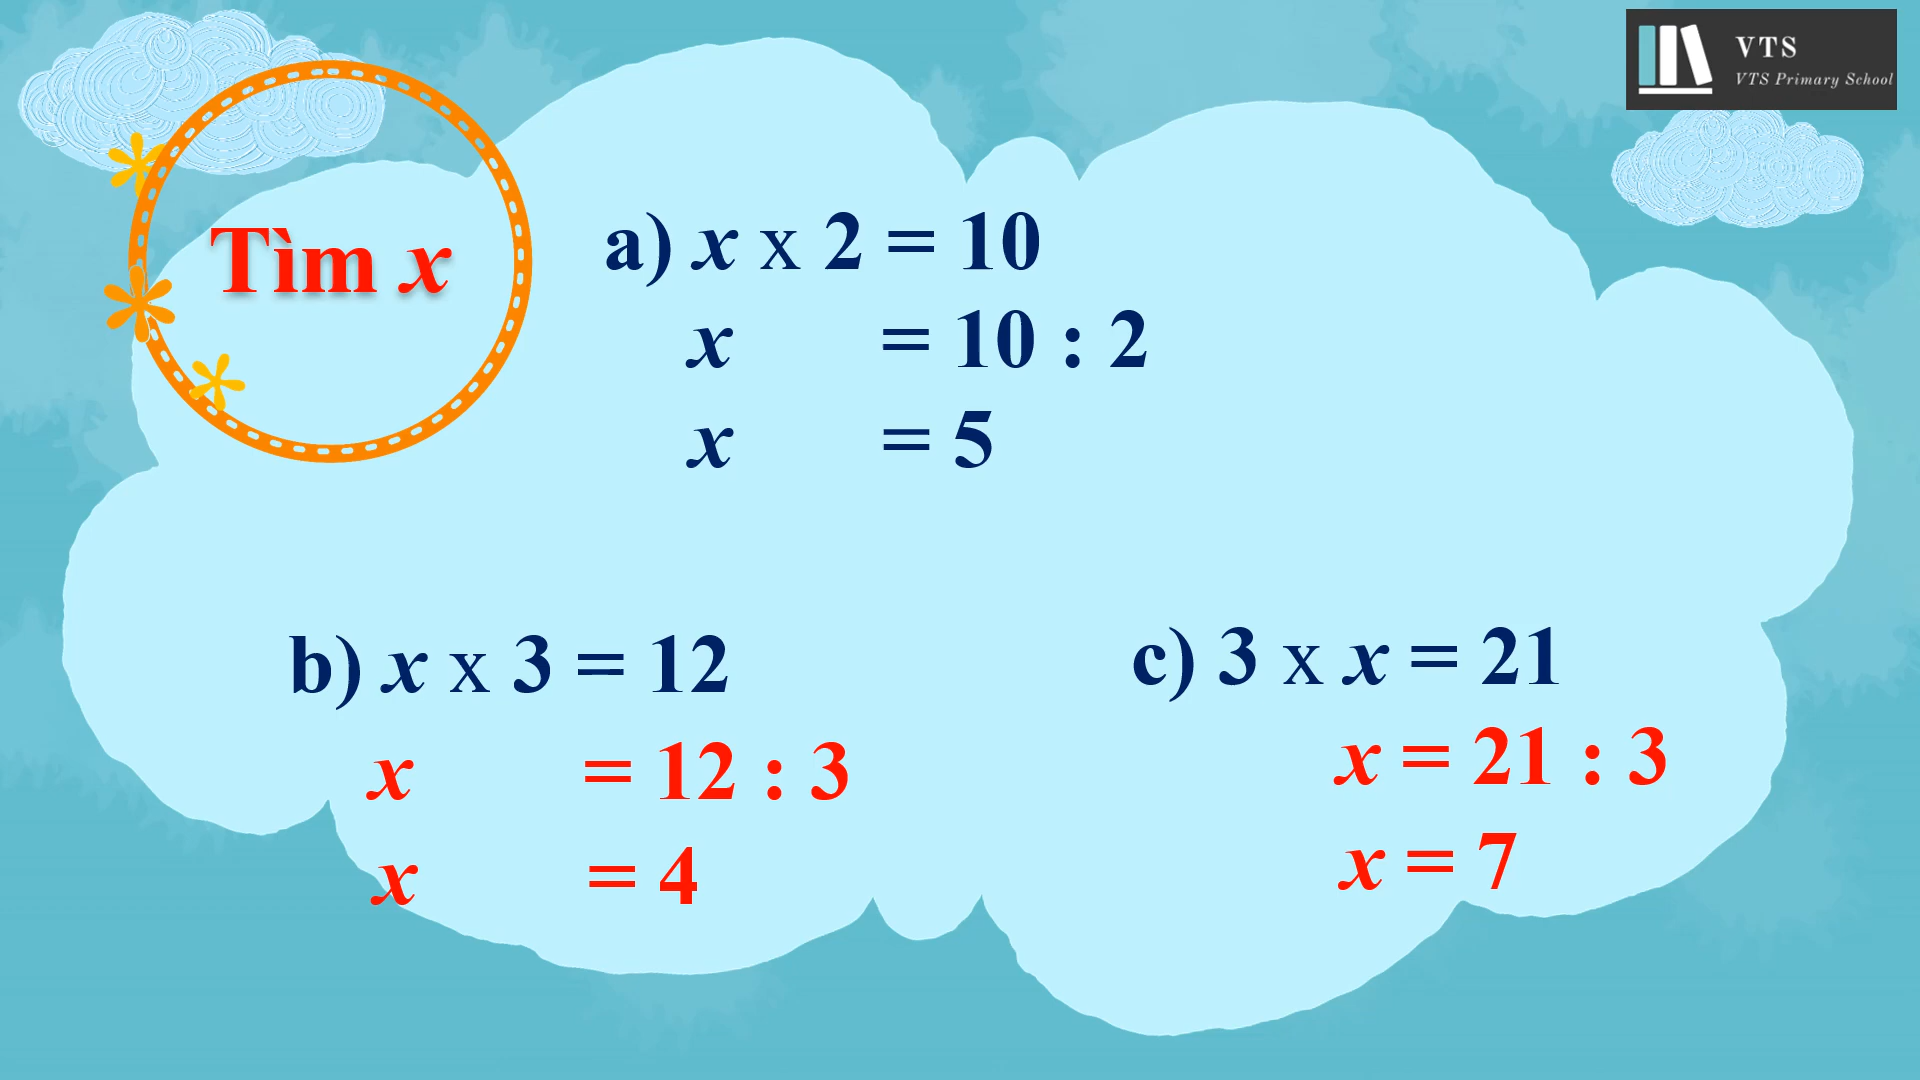 VTS
VTS Primary School
Tìm x
a) x x 2 = 10
x = 10 : 2
x = 5
b) x x 3 = 12
x = 12 : 3
x = 4
c) 3 x x = 21
x = 21 : 3
x = 7